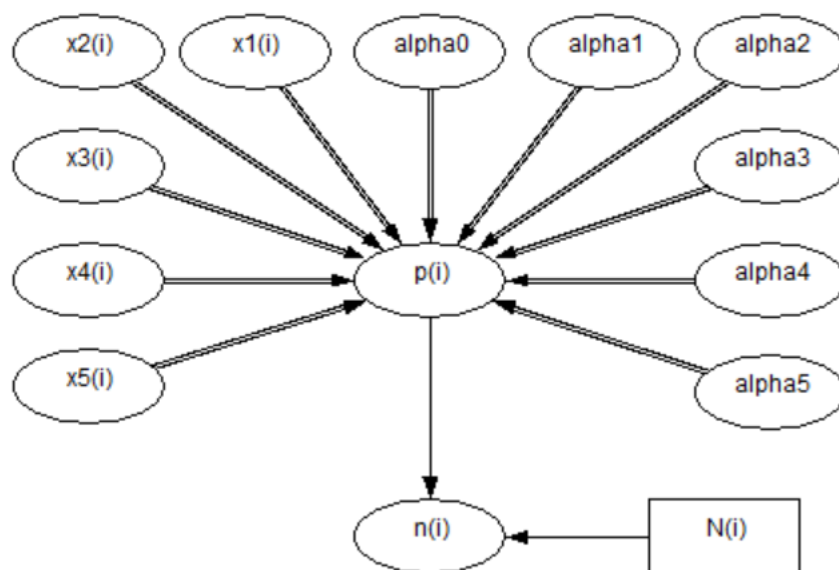 x2(i)
x1(i)
alpha0
alpha1
alpha2
x3(i)
alpha3
x4(i)
p(i)
alpha4
x5(i)
alpha5
n(i)
N(i)